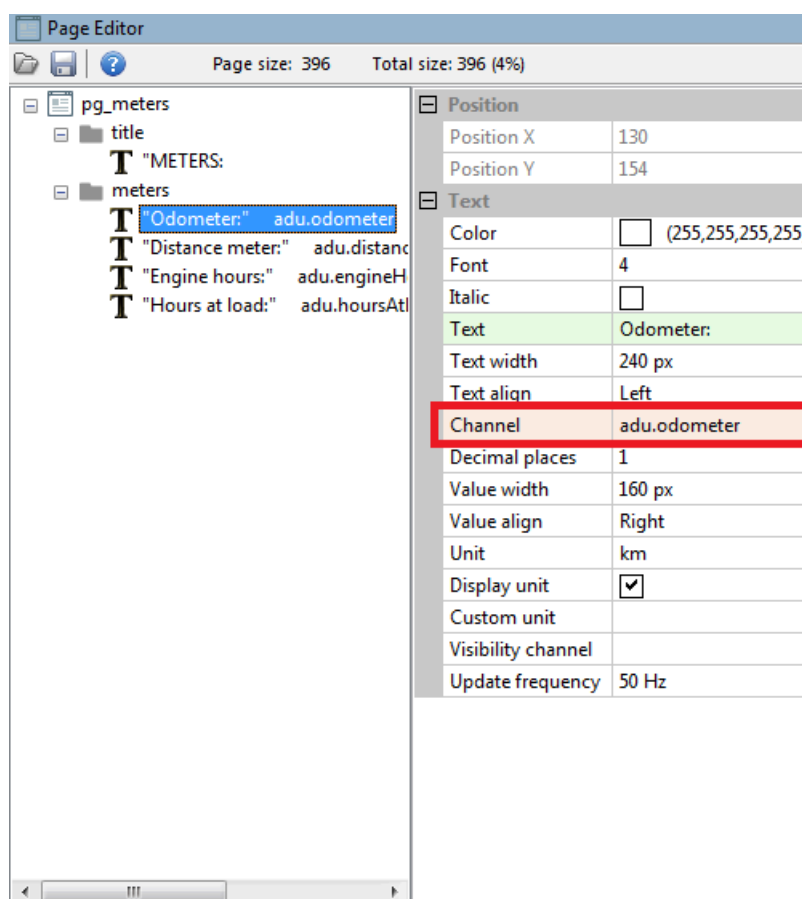 Page Editor
Page size: 396 Total size: 396 (4%)
pg_meters
title
"METERS:
meters
"Odometer:" adu.odometer
"Distance meter:" adu.distanc
"Engine hours:" adu.engineH
"Hours at load:" adu.hoursAtl
Position
Position X 130
Position Y 154
Text
Color (255,255,255,255
Font 4
Italic
Text Odometer:
Text width 240 px
Text align Left
Channel adu.odometer
Decimal places 1
Value width 160 px
Value align Right
Unit km
Display unit
Custom unit
Visibility channel
Update frequency 50 Hz